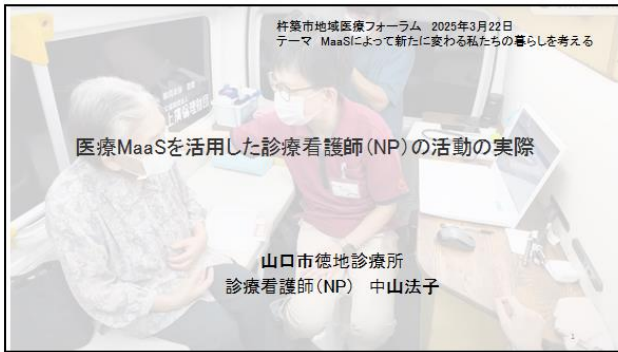 杵築市地域医療フォーラム 2025年3月22日
テーマ MaaSによって新たに変わる私たちの暮らしを考える
医療MaaSを活用した診療看護師(NP)の活動の実際
山口市徳地診療所
診療看護師(NP) 中山法子
1